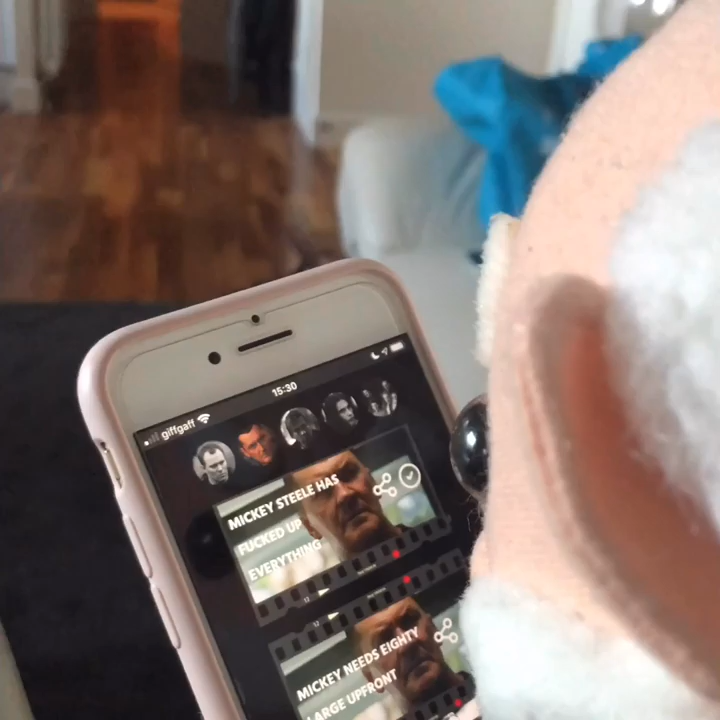 15:30
giffgaff
MICKEY STEELE HAS
FUCKED UP
EVERYTHING
MICKEY NEEDS EIGHTY
LARGE UPFRONT